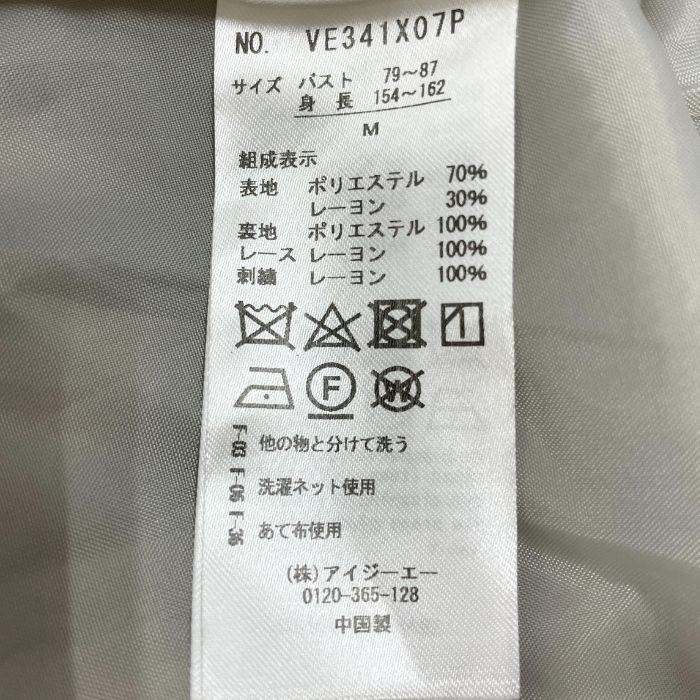 NO. VE341X07P
サイズ バスト 79～87
身長 154～162
M
組成表示
表地 ポリエステル 70%
レーヨン 30%
裏地 ポリエステル 100%
レース レーヨン 100%
刺繍 レーヨン 100%
F
W
F-03 他の物と分けて洗う
F-05 洗濯ネット使用
F-36 あて布使用
(株)アイジーエー
0120-365-128
中国製